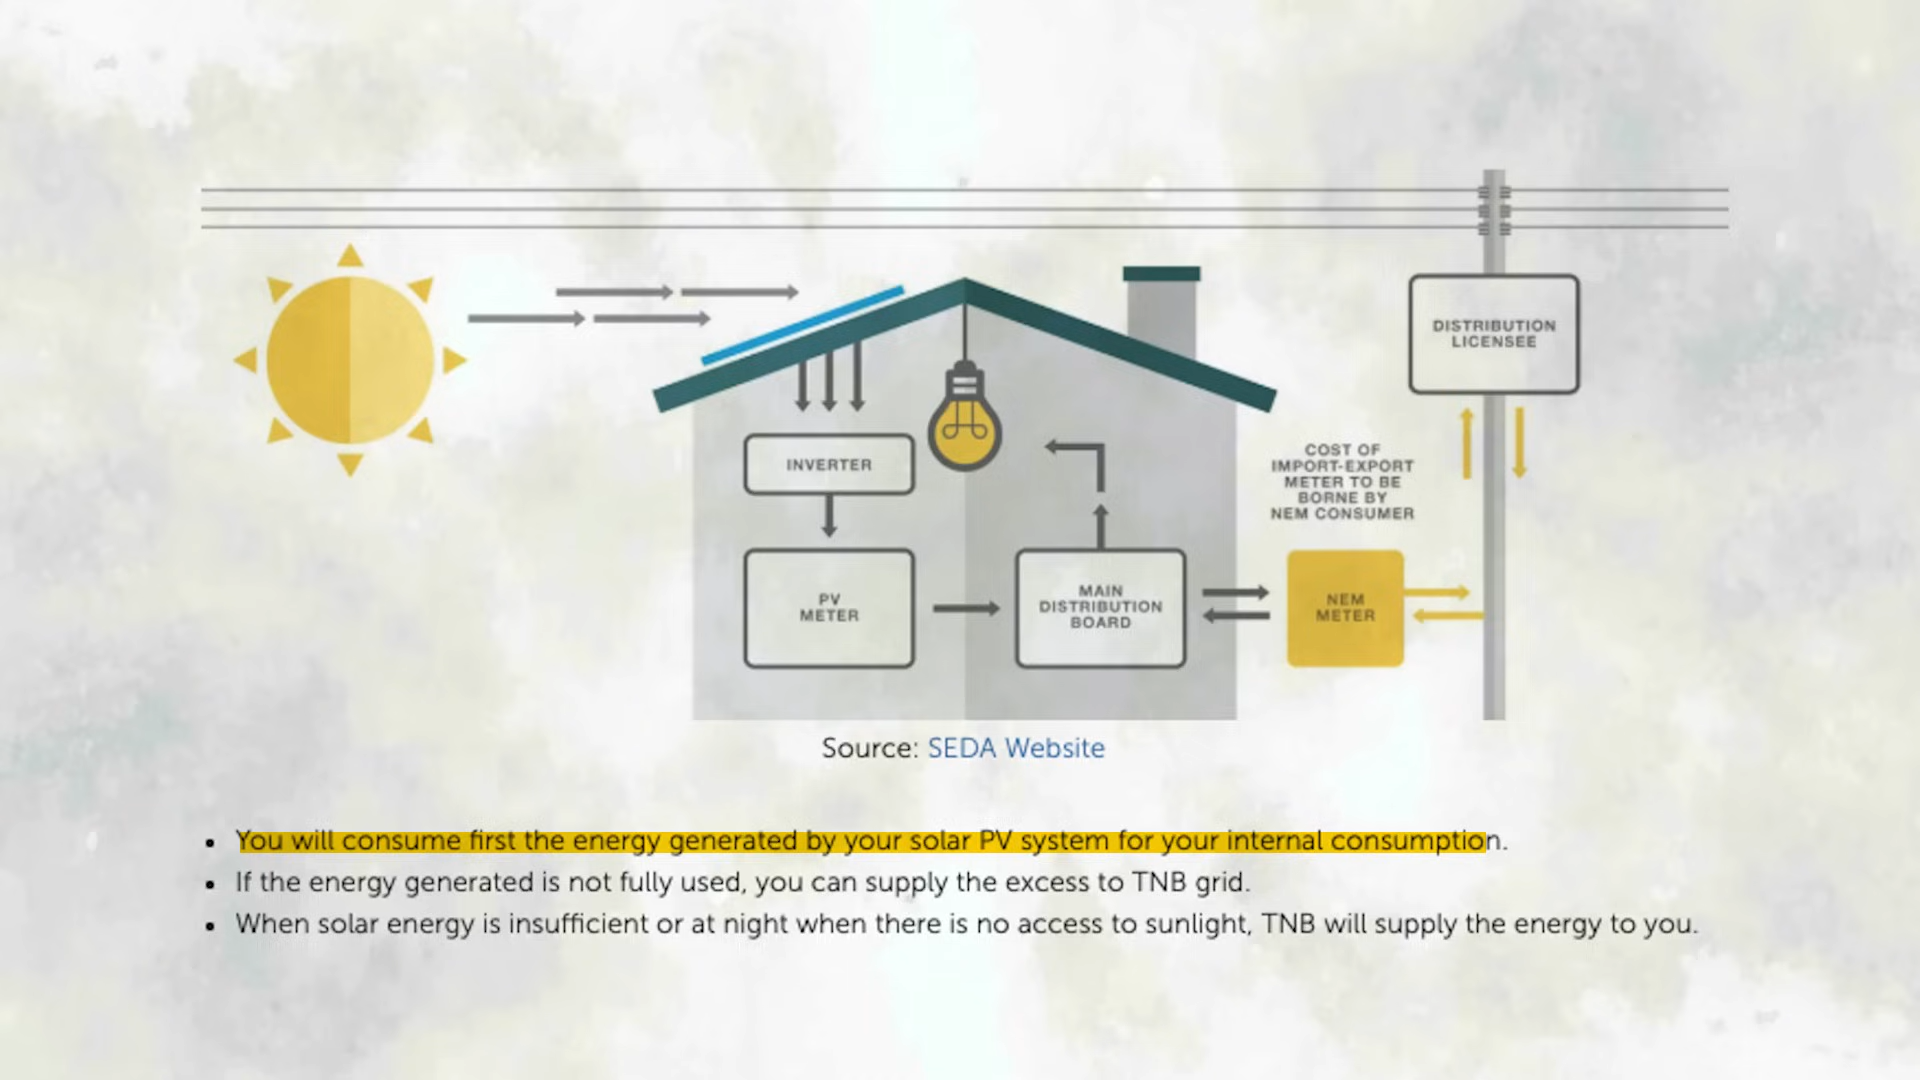 DISTRIBUTION
LICENSEE
COST OF
IMPORT-EXPORT
METER TO BE
BORNE BY
NEM CONSUMER
INVERTER
PV
METER
MAIN
DISTRIBUTION
BOARD
NEM
METER
Source: SEDA Website
• You will consume first the energy generated by your solar PV system for your internal consumption.
• If the energy generated is not fully used, you can supply the excess to TNB grid.
• When solar energy is insufficient or at night when there is no access to sunlight, TNB will supply the energy to you.